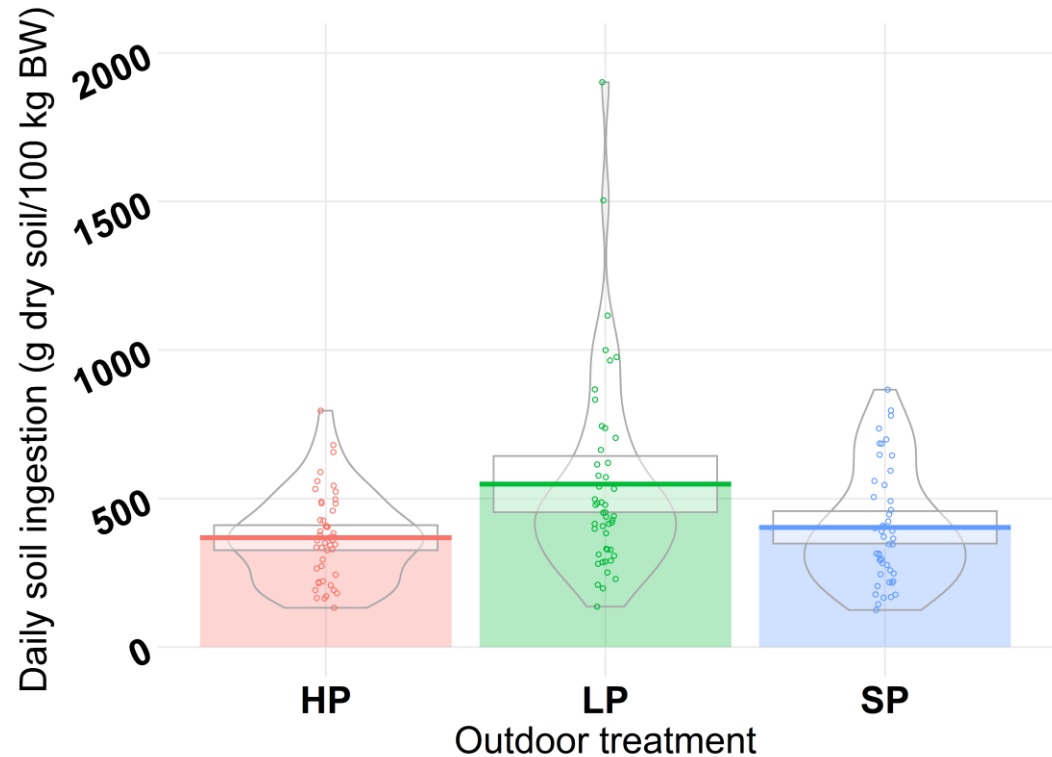 Daily soil ingestion (g dry soil/100 kg BW)
2000
1500
1000
500
0
HP LP SP
Outdoor treatment